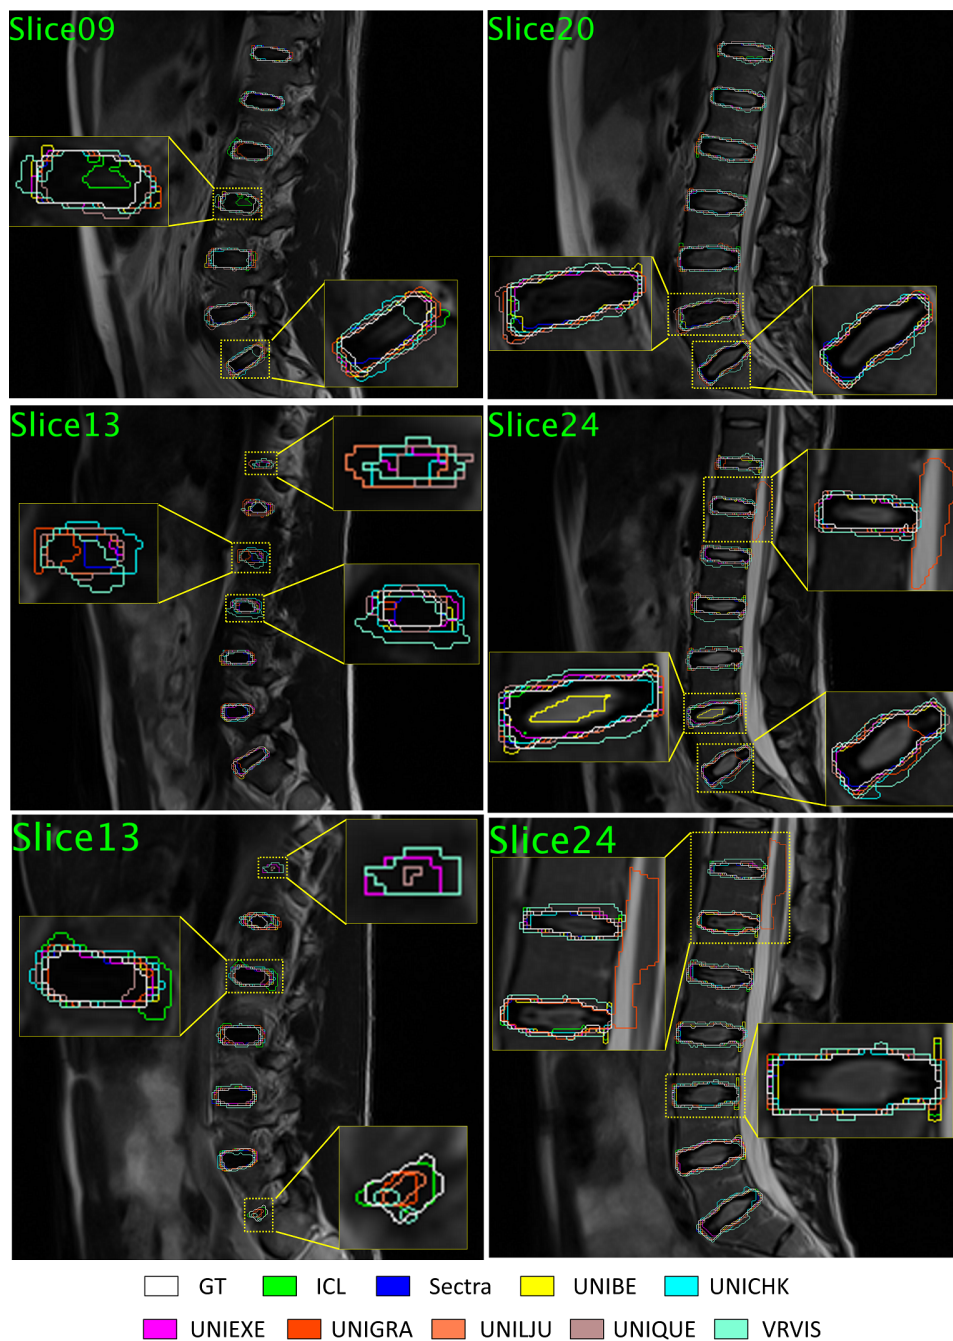 Slice09
Slice20
Slice13
Slice24
Slice13
Slice24
GT ICL Sectra UNIBE UNICHK
UNIEXE UNIGRA UNILJU UNIQUE VRVIS